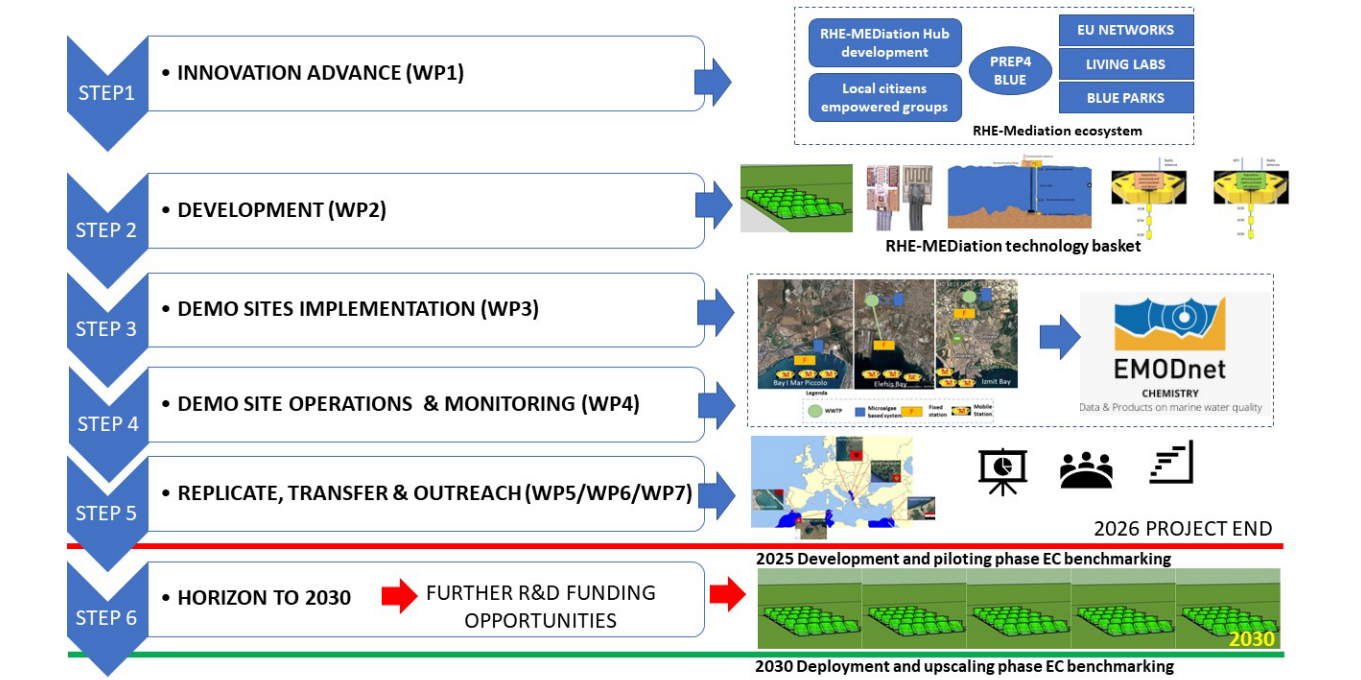 STEP1
• INNOVATION ADVANCE (WP1)
RHE-MEDiation Hub
development
Local citizens
empowered groups
PREP4
BLUE
EU NETWORKS
LIVING LABS
BLUE PARKS
RHE-Mediation ecosystem
STEP 2
• DEVELOPMENT (WP2)
RHE-MEDiation technology basket
STEP 3
• DEMO SITES IMPLEMENTATION (WP3)
Bay I Mar Piccolo
Elefsis Bay
Izmit Bay
Legenda
WWTP
Microalgae
based system
F
Fixed
station
M
Mobile
Station
EMODnet
CHEMISTRY
Data & Products on marine water quality
STEP 4
• DEMO SITE OPERATIONS & MONITORING (WP4)
STEP 5
• REPLICATE, TRANSFER & OUTREACH (WP5/WP6/WP7)
2026 PROJECT END
2025 Development and piloting phase EC benchmarking
STEP 6
• HORIZON TO 2030
FURTHER R&D FUNDING
OPPORTUNITIES
2030
2030 Deployment and upscaling phase EC benchmarking